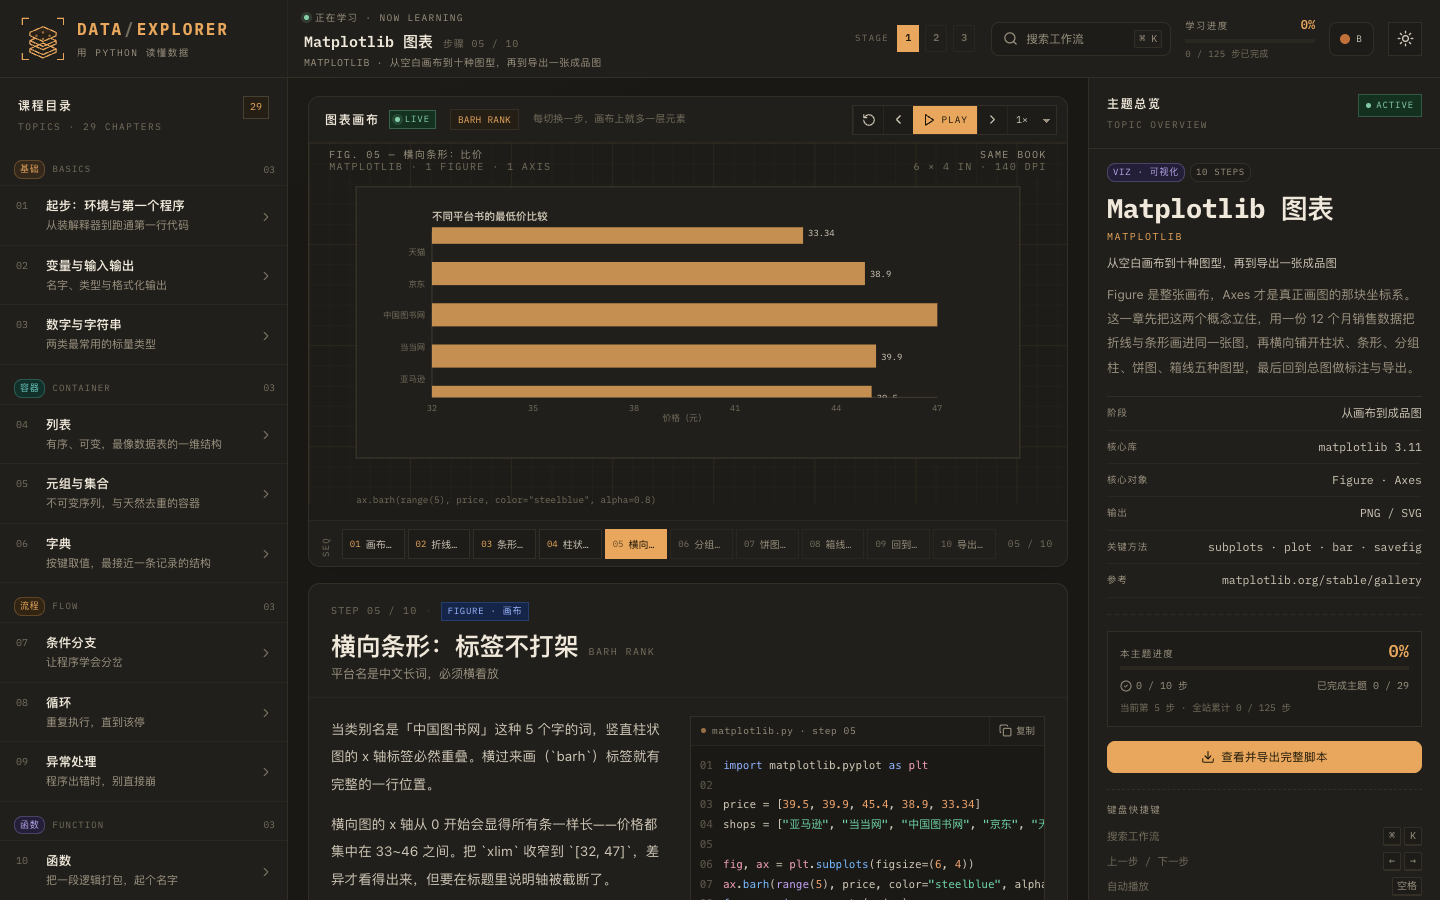 DATA/EXPLORER
用 PYTHON 读懂数据
正在学习 · NOW LEARNING
Matplotlib 图表 步骤 05 / 10
MATPLOTLIB · 从空白画布到十种图型，再到导出一张成品图
STAGE 1 2 3
搜索工作流 ⌘ K
学习进度 0%
0 / 125 步已完成
B
课程目录 29
TOPICS · 29 CHAPTERS
基础 BASICS 03
01 起步：环境与第一个程序
从装解释器到跑通第一行代码
02 变量与输入输出
名字、类型与格式化输出
03 数字与字符串
两类最常用的标量类型
容器 CONTAINER 03
04 列表
有序、可变，最像数据表的一维结构
05 元组与集合
不可变序列，与天然去重的容器
06 字典
按键取值，最接近一条记录的结构
流程 FLOW 03
07 条件分支
让程序学会分岔
08 循环
重复执行，直到该停
09 异常处理
程序出错时，别直接崩
函数 FUNCTION 03
10 函数
把一段逻辑打包，起个名字
图表画布 LIVE BARH RANK 每切换一步，画布上就多一层元素
PLAY 1×
FIG. 05 — 横向条形：比价 SAME BOOK
MATPLOTLIB · 1 FIGURE · 1 AXIS 6 × 4 IN · 140 DPI
不同平台书的最低价比较
33.34
天猫
38.9
京东
中国图书网
当当网
39.9
亚马逊
39.5
32 35 38 41 44 47
价格 (元)
ax.barh(range(5), price, color="steelblue", alpha=0.8)
SEQ 01 画布… 02 折线… 03 条形… 04 柱状… 05 横向… 06 分组… 07 饼图… 08 箱线… 09 回到… 10 导出… 05 / 10
STEP 05 / 10 · FIGURE · 画布
横向条形：标签不打架 BARH RANK
平台名是中文长词，必须横着放
当类别名是「中国图书网」这种 5 个字的词，竖直柱状
图的 x 轴标签必然重叠。横过来画（`barh`）标签就有
完整的一行位置。
横向图的 x 轴从 0 开始会显得所有条一样长——价格都
集中在 33~46 之间。把 `xlim` 收窄到 `[32, 47]`，差
异才看得出来，但要在标题里说明轴被截断了。
matplotlib.py · step 05 复制
01 import matplotlib.pyplot as plt
02
03 price = [39.5, 39.9, 45.4, 38.9, 33.34]
04 shops = ["亚马逊", "当当网", "中国图书网", "京东", "天
05
06 fig, ax = plt.subplots(figsize=(6, 4))
07 ax.barh(range(5), price, color="steelblue", alpha
主题总览 ACTIVE
TOPIC OVERVIEW
VIZ · 可视化 10 STEPS
Matplotlib 图表
MATPLOTLIB
从空白画布到十种图型，再到导出一张成品图
Figure 是整张画布，Axes 才是真正画图的那块坐标系。
这一章先把这两个概念立住，用一份 12 个月销售数据把
折线与条形画进同一张图，再横向铺开柱状、条形、分组
柱、饼图、箱线五种图型，最后回到总图做标注与导出。
阶段 从画布到成品图
核心库 matplotlib 3.11
核心对象 Figure · Axes
输出 PNG / SVG
关键方法 subplots · plot · bar · savefig
参考 matplotlib.org/stable/gallery
本主题进度 0%
0 / 10 步 已完成主题 0 / 29
当前第 5 步 · 全站累计 0 / 125 步
查看并导出完整脚本
键盘快捷键
搜索工作流 ⌘ K
上一步 / 下一步 ← →
自动播放 空格